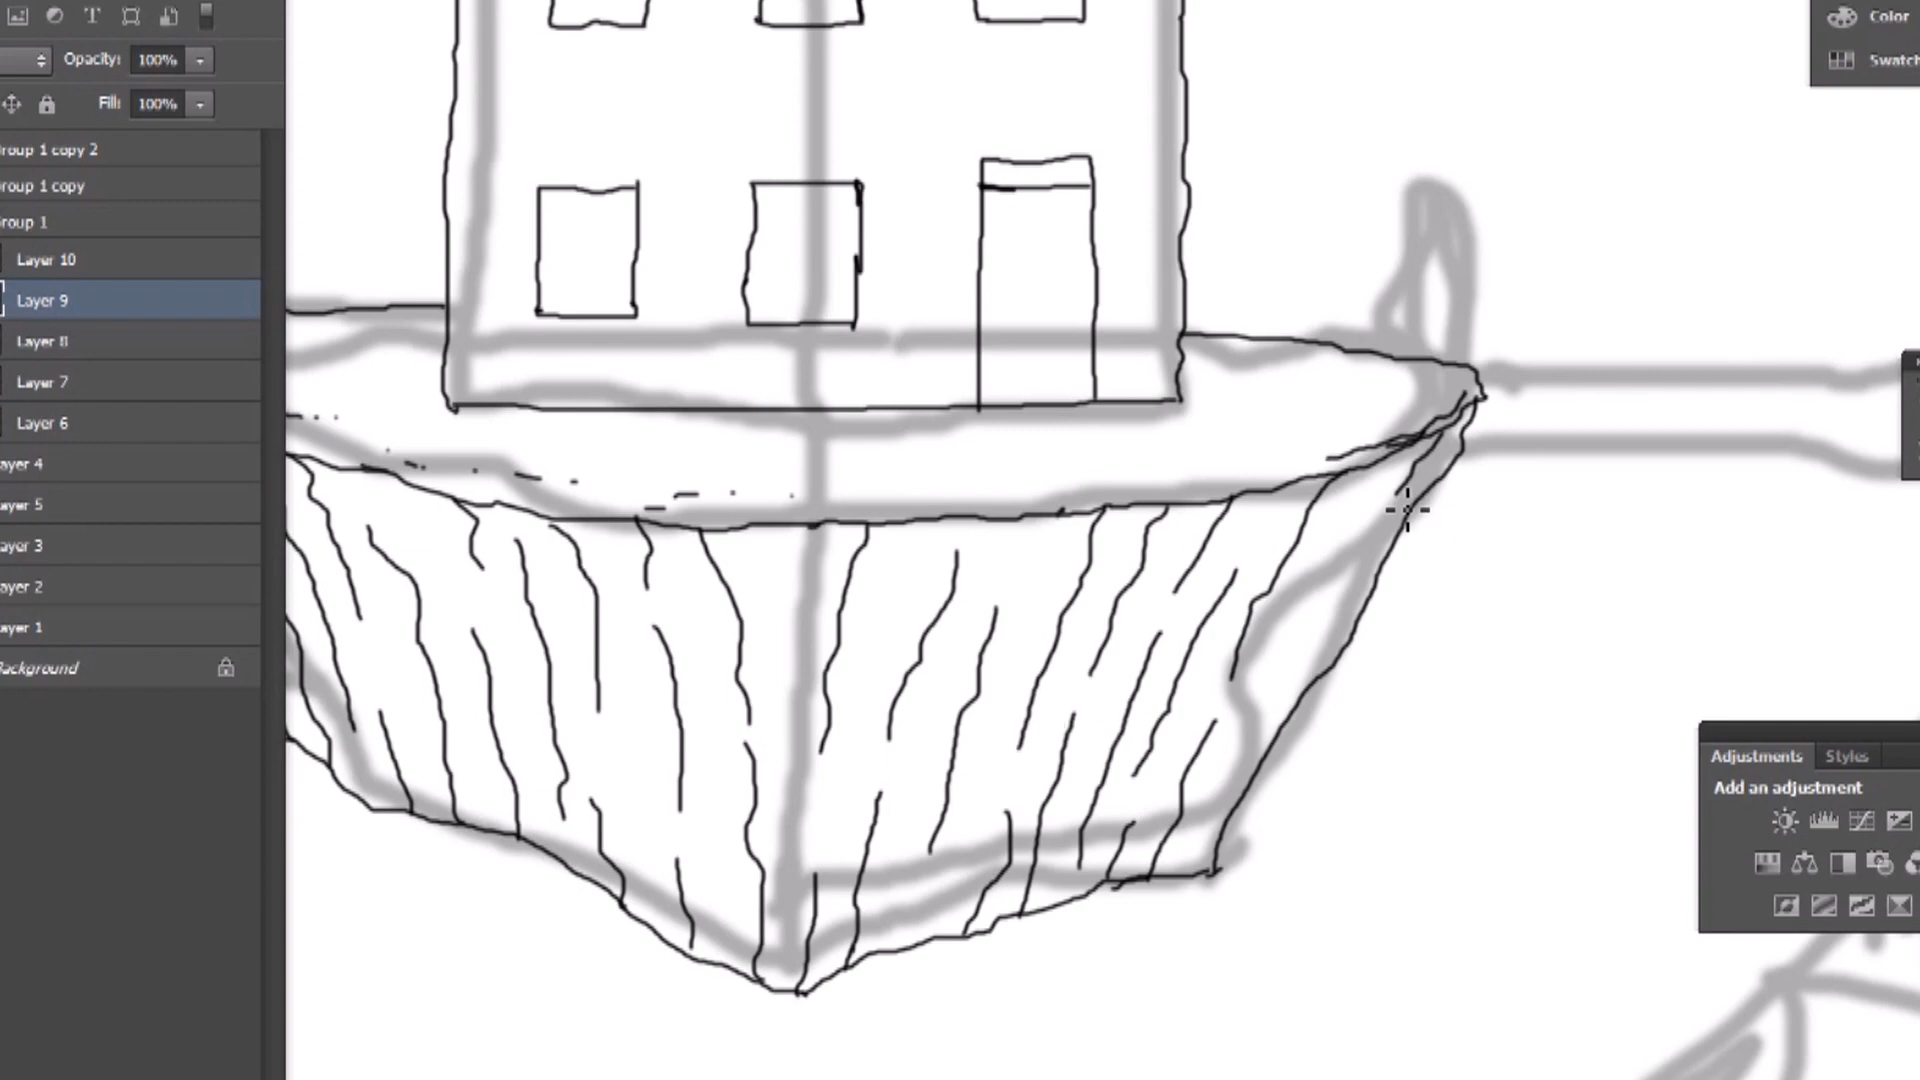 Opacity: 100%
Fill: 100%
roup 1 copy 2
roup 1 copy
roup 1
Layer 10
Layer 9
Layer 8
Layer 7
Layer 6
ayer 4
ayer 5
ayer 3
ayer 2
ayer 1
Background
Color
Swatch
Adjustments Styles
Add an adjustment